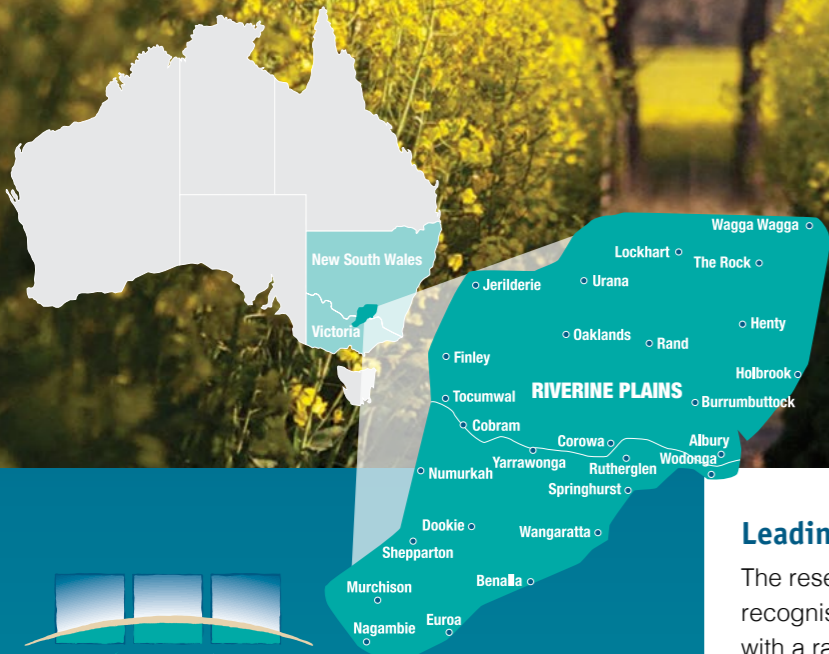 New South Wales
Victoria
Wagga Wagga
Lockhart
The Rock
Jerilderie
Urana
Oaklands
Rand
Henty
Finley
Holbrook
Tocumwal
RIVERINE PLAINS
Burrumbuttock
Cobram
Corowa
Albury
Yarrawonga
Rutherglen
Wodonga
Numurkah
Springhurst
Dookie
Wangaratta
Shepparton
Benalla
Murchison
Euroa
Nagambie
Leadin
The rese
recognis
with a ra